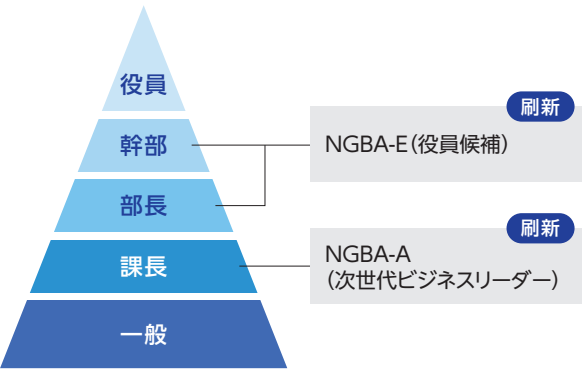 役員
幹部
部長
課長
一般
刷新
NGBA-E（役員候補）
刷新
NGBA-A
（次世代ビジネスリーダー）